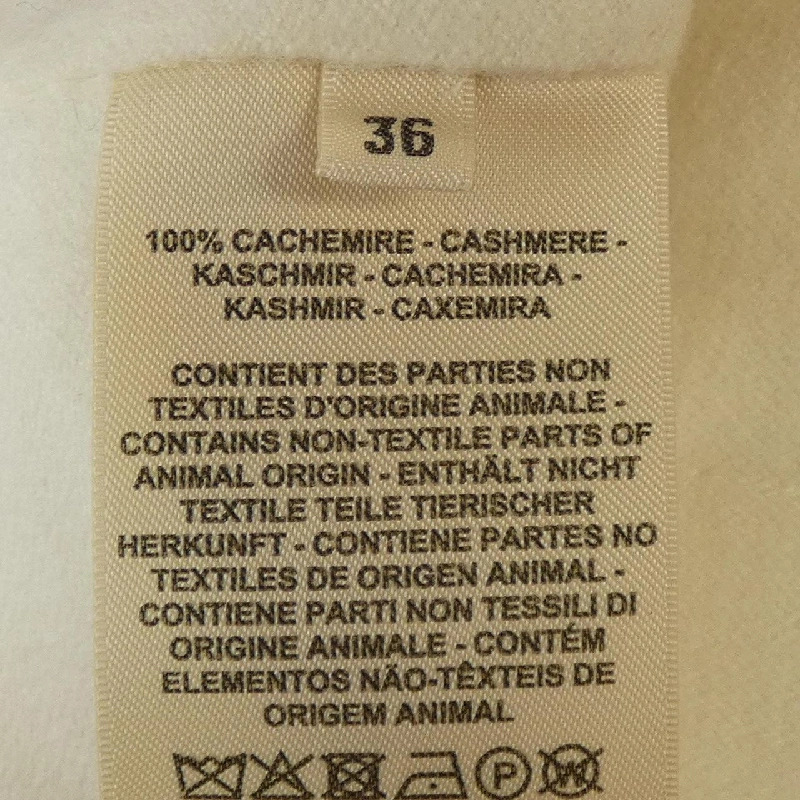 36
100% CACHEMIRE - CASHMERE -
KASCHMIR - CACHEMIRA -
KASHMIR - CAXEMIRA
CONTIENT DES PARTIES NON
TEXTILES D'ORIGINE ANIMALE -
CONTAINS NON-TEXTILE PARTS OF
ANIMAL ORIGIN - ENTHÄLT NICHT
TEXTILE TEILE TIERISCHER
HERKUNFT - CONTIENE PARTES NO
TEXTILES DE ORIGEN ANIMAL -
CONTIENE PARTI NON TESSILI DI
ORIGINE ANIMALE - CONTÉM
ELEMENTOS NÃO-TÊXTEIS DE
ORIGEM ANIMAL
P W